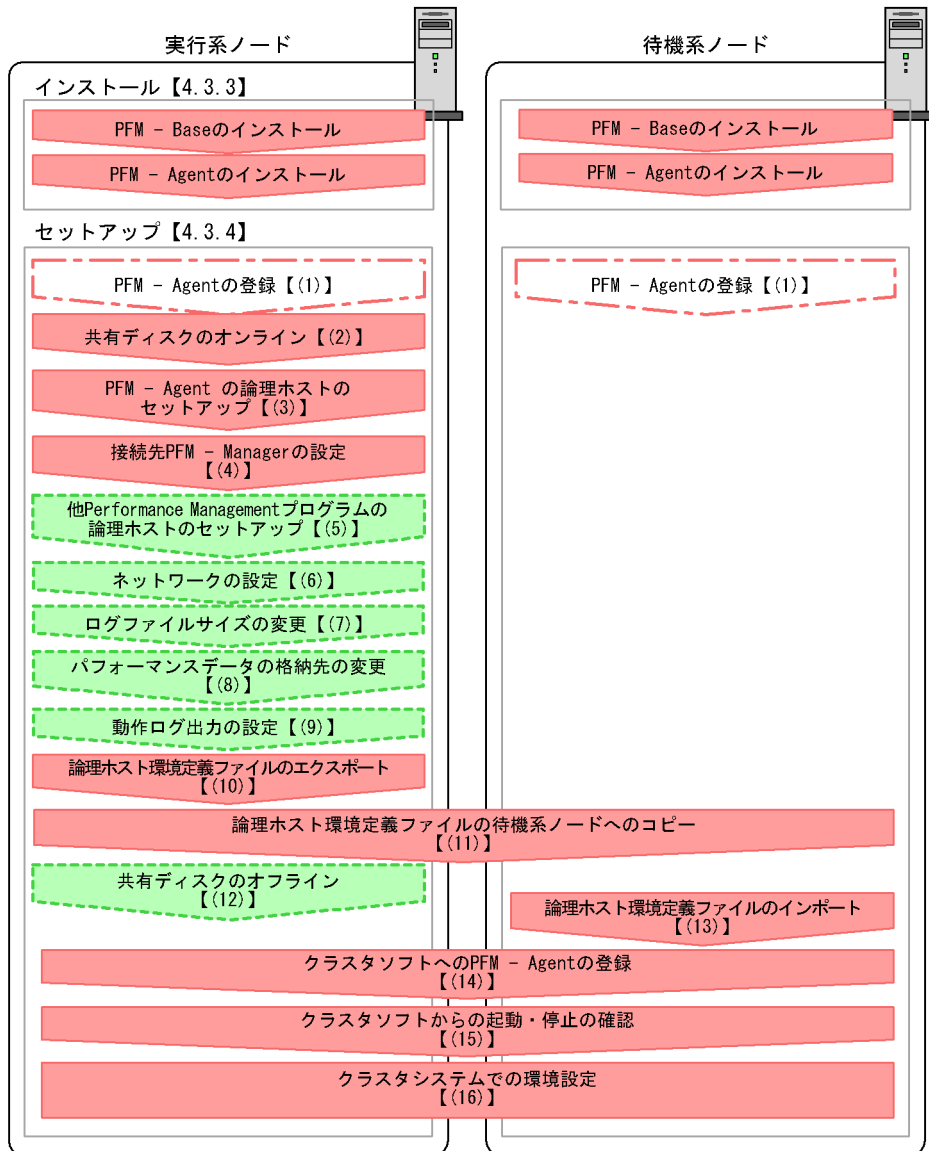 実行系ノード
待機系ノード
インストール【4.3.3】
PFM － Baseのインストール
PFM － Baseのインストール
PFM － Agentのインストール
PFM － Agentのインストール
セットアップ【4.3.4】
PFM － Agentの登録【(1)】
PFM － Agentの登録【(1)】
共有ディスクのオンライン【(2)】
PFM － Agent の論理ホストの
セットアップ【(3)】
接続先PFM － Managerの設定
【(4)】
他Performance Managementプログラムの
論理ホストのセットアップ【(5)】
ネットワークの設定【(6)】
ログファイルサイズの変更【(7)】
パフォーマンスデータの格納先の変更
【(8)】
動作ログ出力の設定【(9)】
論理ホスト環境定義ファイルのエクスポート
【(10)】
論理ホスト環境定義ファイルの待機系ノードへのコピー
【(11)】
共有ディスクのオフライン
【(12)】
論理ホスト環境定義ファイルのインポート
【(13)】
クラスタソフトへのPFM － Agentの登録
【(14)】
クラスタソフトからの起動・停止の確認
【(15)】
クラスタシステムでの環境設定
【(16)】